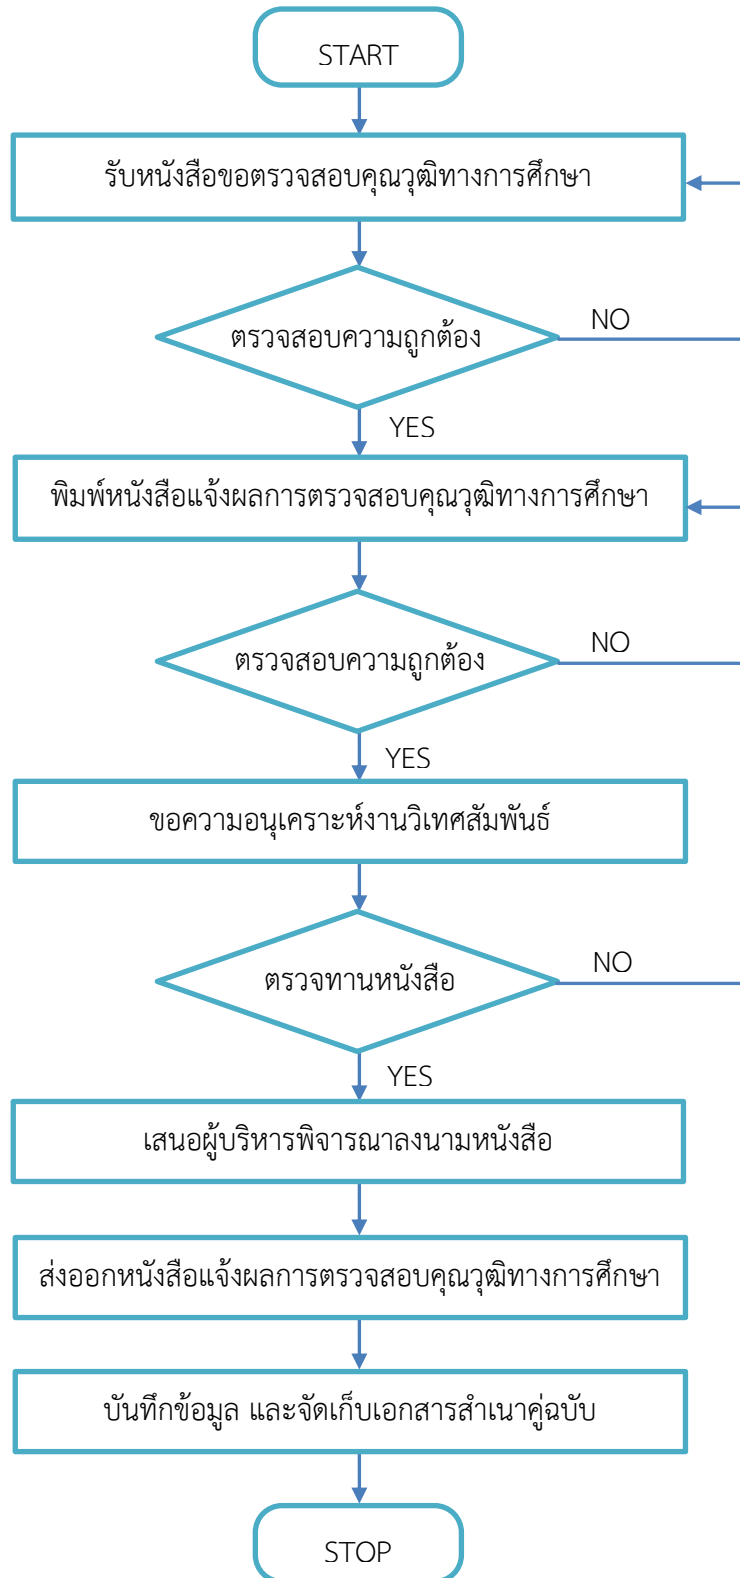 START
รับหนังสือขอตรวจสอบคุณวุฒิทางการศึกษา
ตรวจสอบความถูกต้อง
NO
YES
พิมพ์หนังสือแจ้งผลการตรวจสอบคุณวุฒิทางการศึกษา
ตรวจสอบความถูกต้อง
NO
YES
ขอความอนุเคราะห์งานวิเทศสัมพันธ์
ตรวจทานหนังสือ
NO
YES
เสนอผู้บริหารพิจารณาลงนามหนังสือ
ส่งออกหนังสือแจ้งผลการตรวจสอบคุณวุฒิทางการศึกษา
บันทึกข้อมูล และจัดเก็บเอกสารสำเนาคู่ฉบับ
STOP